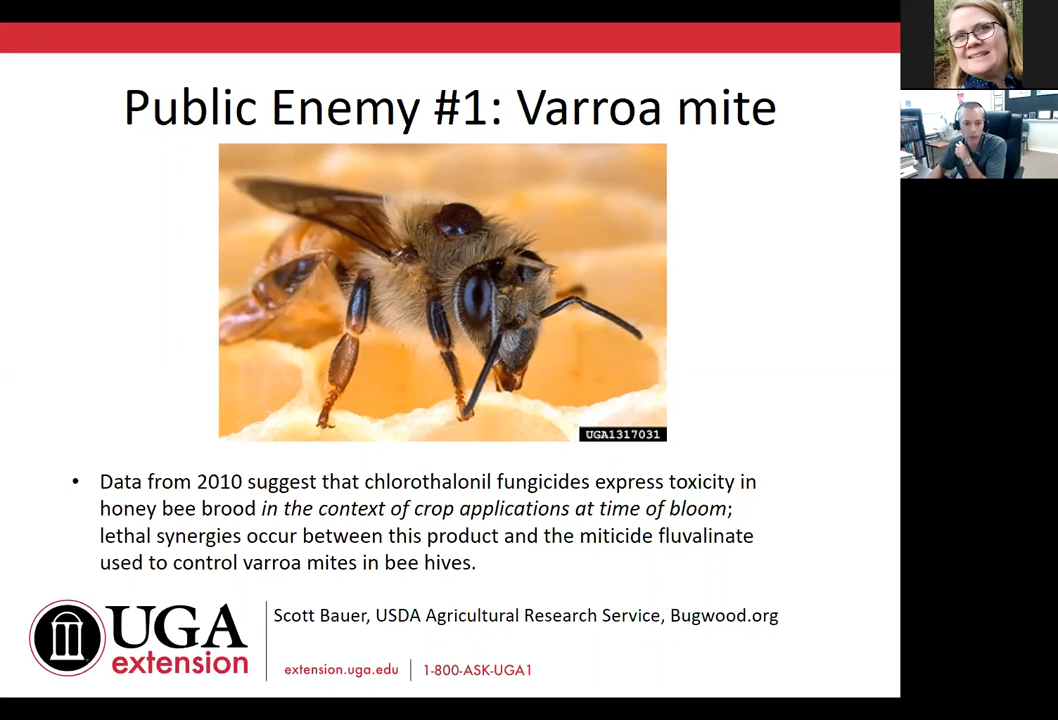 Public Enemy #1: Varroa mite
UGA1317031
• Data from 2010 suggest that chlorothalonil fungicides express toxicity in
honey bee brood in the context of crop applications at time of bloom;
lethal synergies occur between this product and the miticide fluvalinate
used to control varroa mites in bee hives.
UGA
extension
Scott Bauer, USDA Agricultural Research Service, Bugwood.org
extension.uga.edu | 1-800-ASK-UGA1